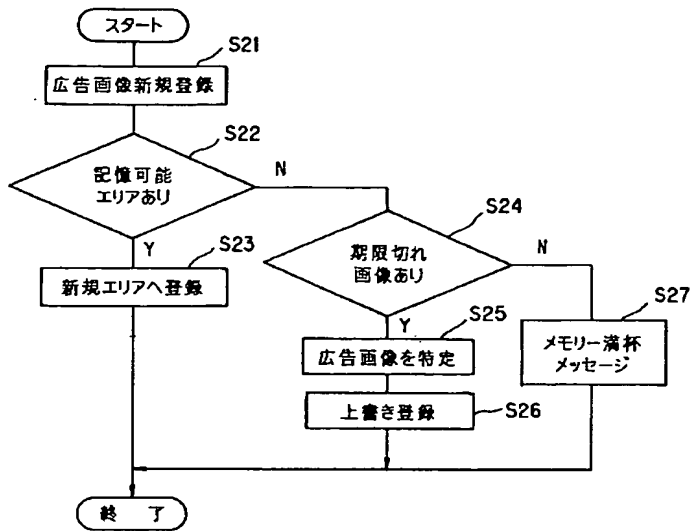 スタート
S21
広告画像新規登録
S22
記憶可能
エリアあり
N
Y
S23
新規エリアへ登録
S24
期限切れ
画像あり
N
Y
S25
広告画像を特定
S26
上書き登録
S27
メモリー満杯
メッセージ
終了